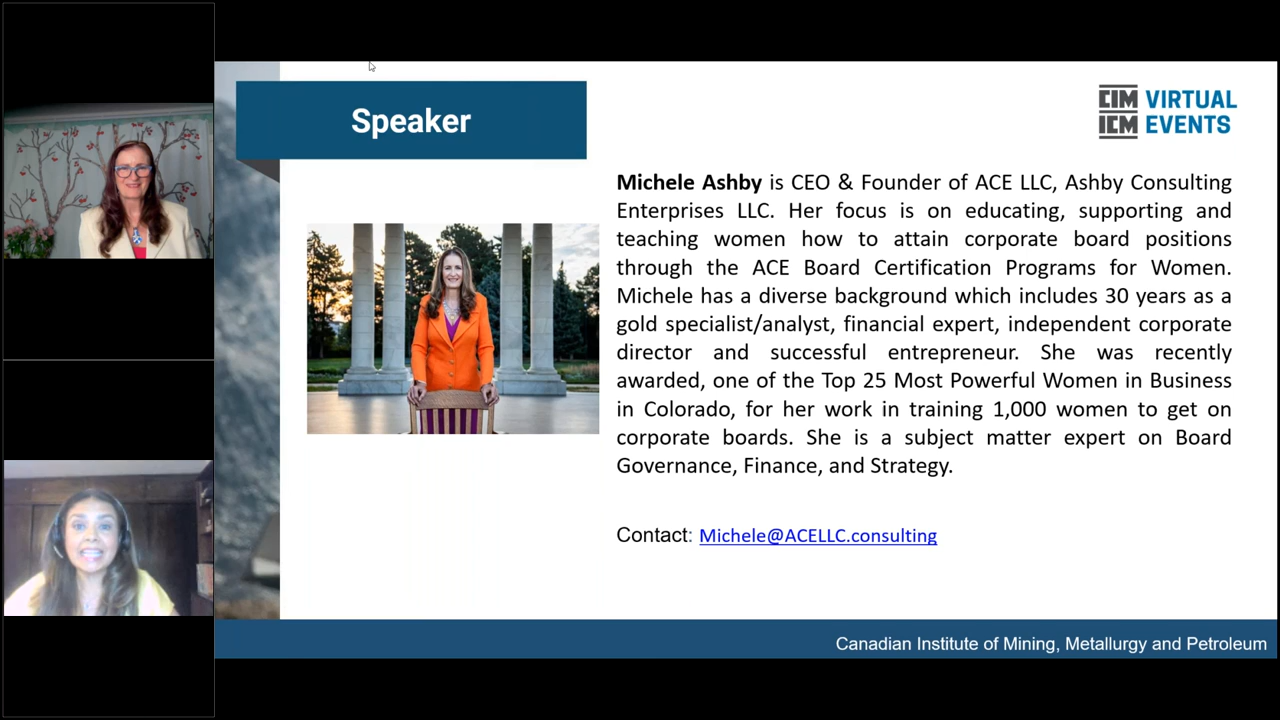 Speaker
CIM VIRTUAL
ICM EVENTS
Michele Ashby is CEO & Founder of ACE LLC, Ashby Consulting
Enterprises LLC. Her focus is on educating, supporting and
teaching women how to attain corporate board positions
through the ACE Board Certification Programs for Women.
Michele has a diverse background which includes 30 years as a
gold specialist/analyst, financial expert, independent corporate
director and successful entrepreneur. She was recently
awarded, one of the Top 25 Most Powerful Women in Business
in Colorado, for her work in training 1,000 women to get on
corporate boards. She is a subject matter expert on Board
Governance, Finance, and Strategy.
Contact: Michele@ACELLC.consulting
Canadian Institute of Mining, Metallurgy and Petroleum